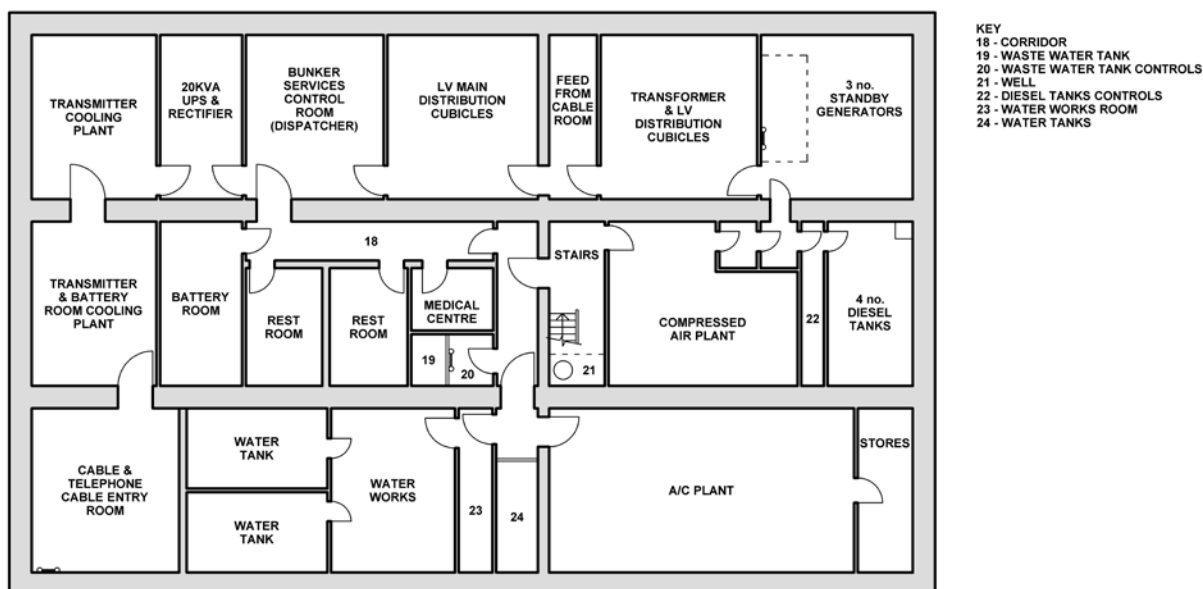 TRANSMITTER
COOLING
PLANT
20KVA
UPS &
RECTIFIER
BUNKER
SERVICES
CONTROL
ROOM
(DISPATCHER)
LV MAIN
DISTRIBUTION
CUBICLES
FEED
FROM
CABLE
ROOM
TRANSFORMER
& LV
DISTRIBUTION
CUBICLES
3 no.
STANDBY
GENERATORS
TRANSMITTER
& BATTERY
ROOM COOLING
PLANT
BATTERY
ROOM
18
REST
ROOM
REST
ROOM
MEDICAL
CENTRE
19
20
STAIRS
21
COMPRESSED
AIR PLANT
22
4 no.
DIESEL
TANKS
CABLE &
TELEPHONE
CABLE ENTRY
ROOM
WATER
TANK
WATER
TANK
WATER
WORKS
23
24
A/C PLANT
STORES
KEY
18 - CORRIDOR
19 - WASTE WATER TANK
20 - WASTE WATER TANK CONTROLS
21 - WELL
22 - DIESEL TANKS CONTROLS
23 - WATER WORKS ROOM
24 - WATER TANKS